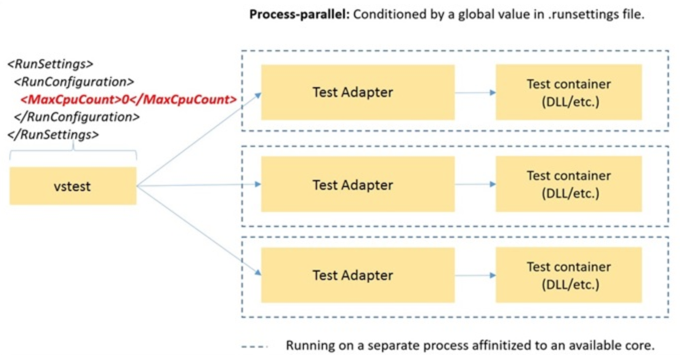 Process-parallel: Conditioned by a global value in .runsettings file.
<RunSettings>
<RunConfiguration>
<MaxCpuCount>0</MaxCpuCount>
</RunConfiguration>
</RunSettings>
vstest
Test Adapter
Test container
(DLL/etc.)
Test Adapter
Test container
(DLL/etc.)
Test Adapter
Test container
(DLL/etc.)
Running on a separate process affinitized to an available core.